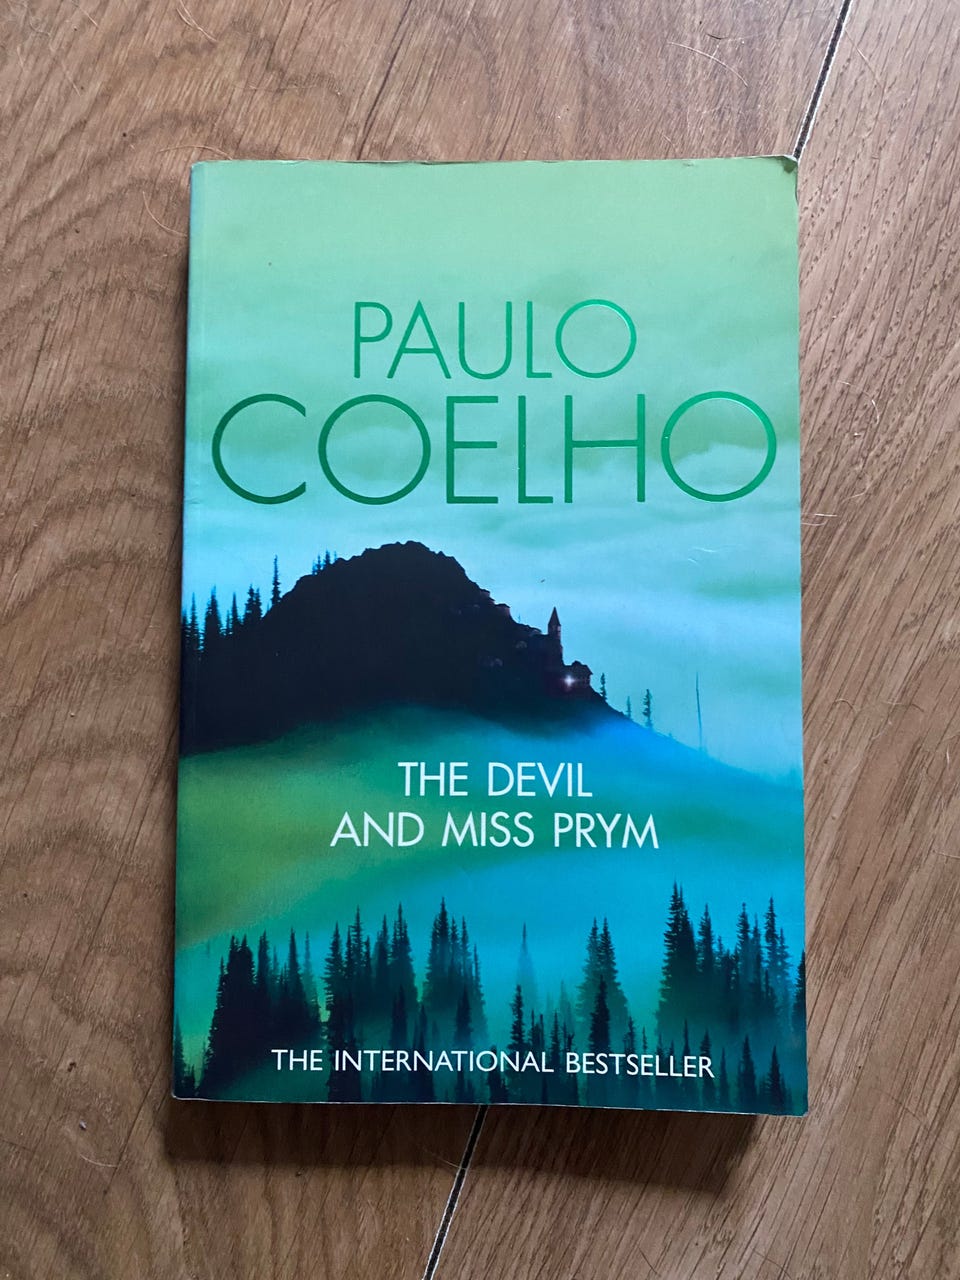 PAULO
COELHO
THE DEVIL
AND MISS PRYM
THE INTERNATIONAL BESTSELLER